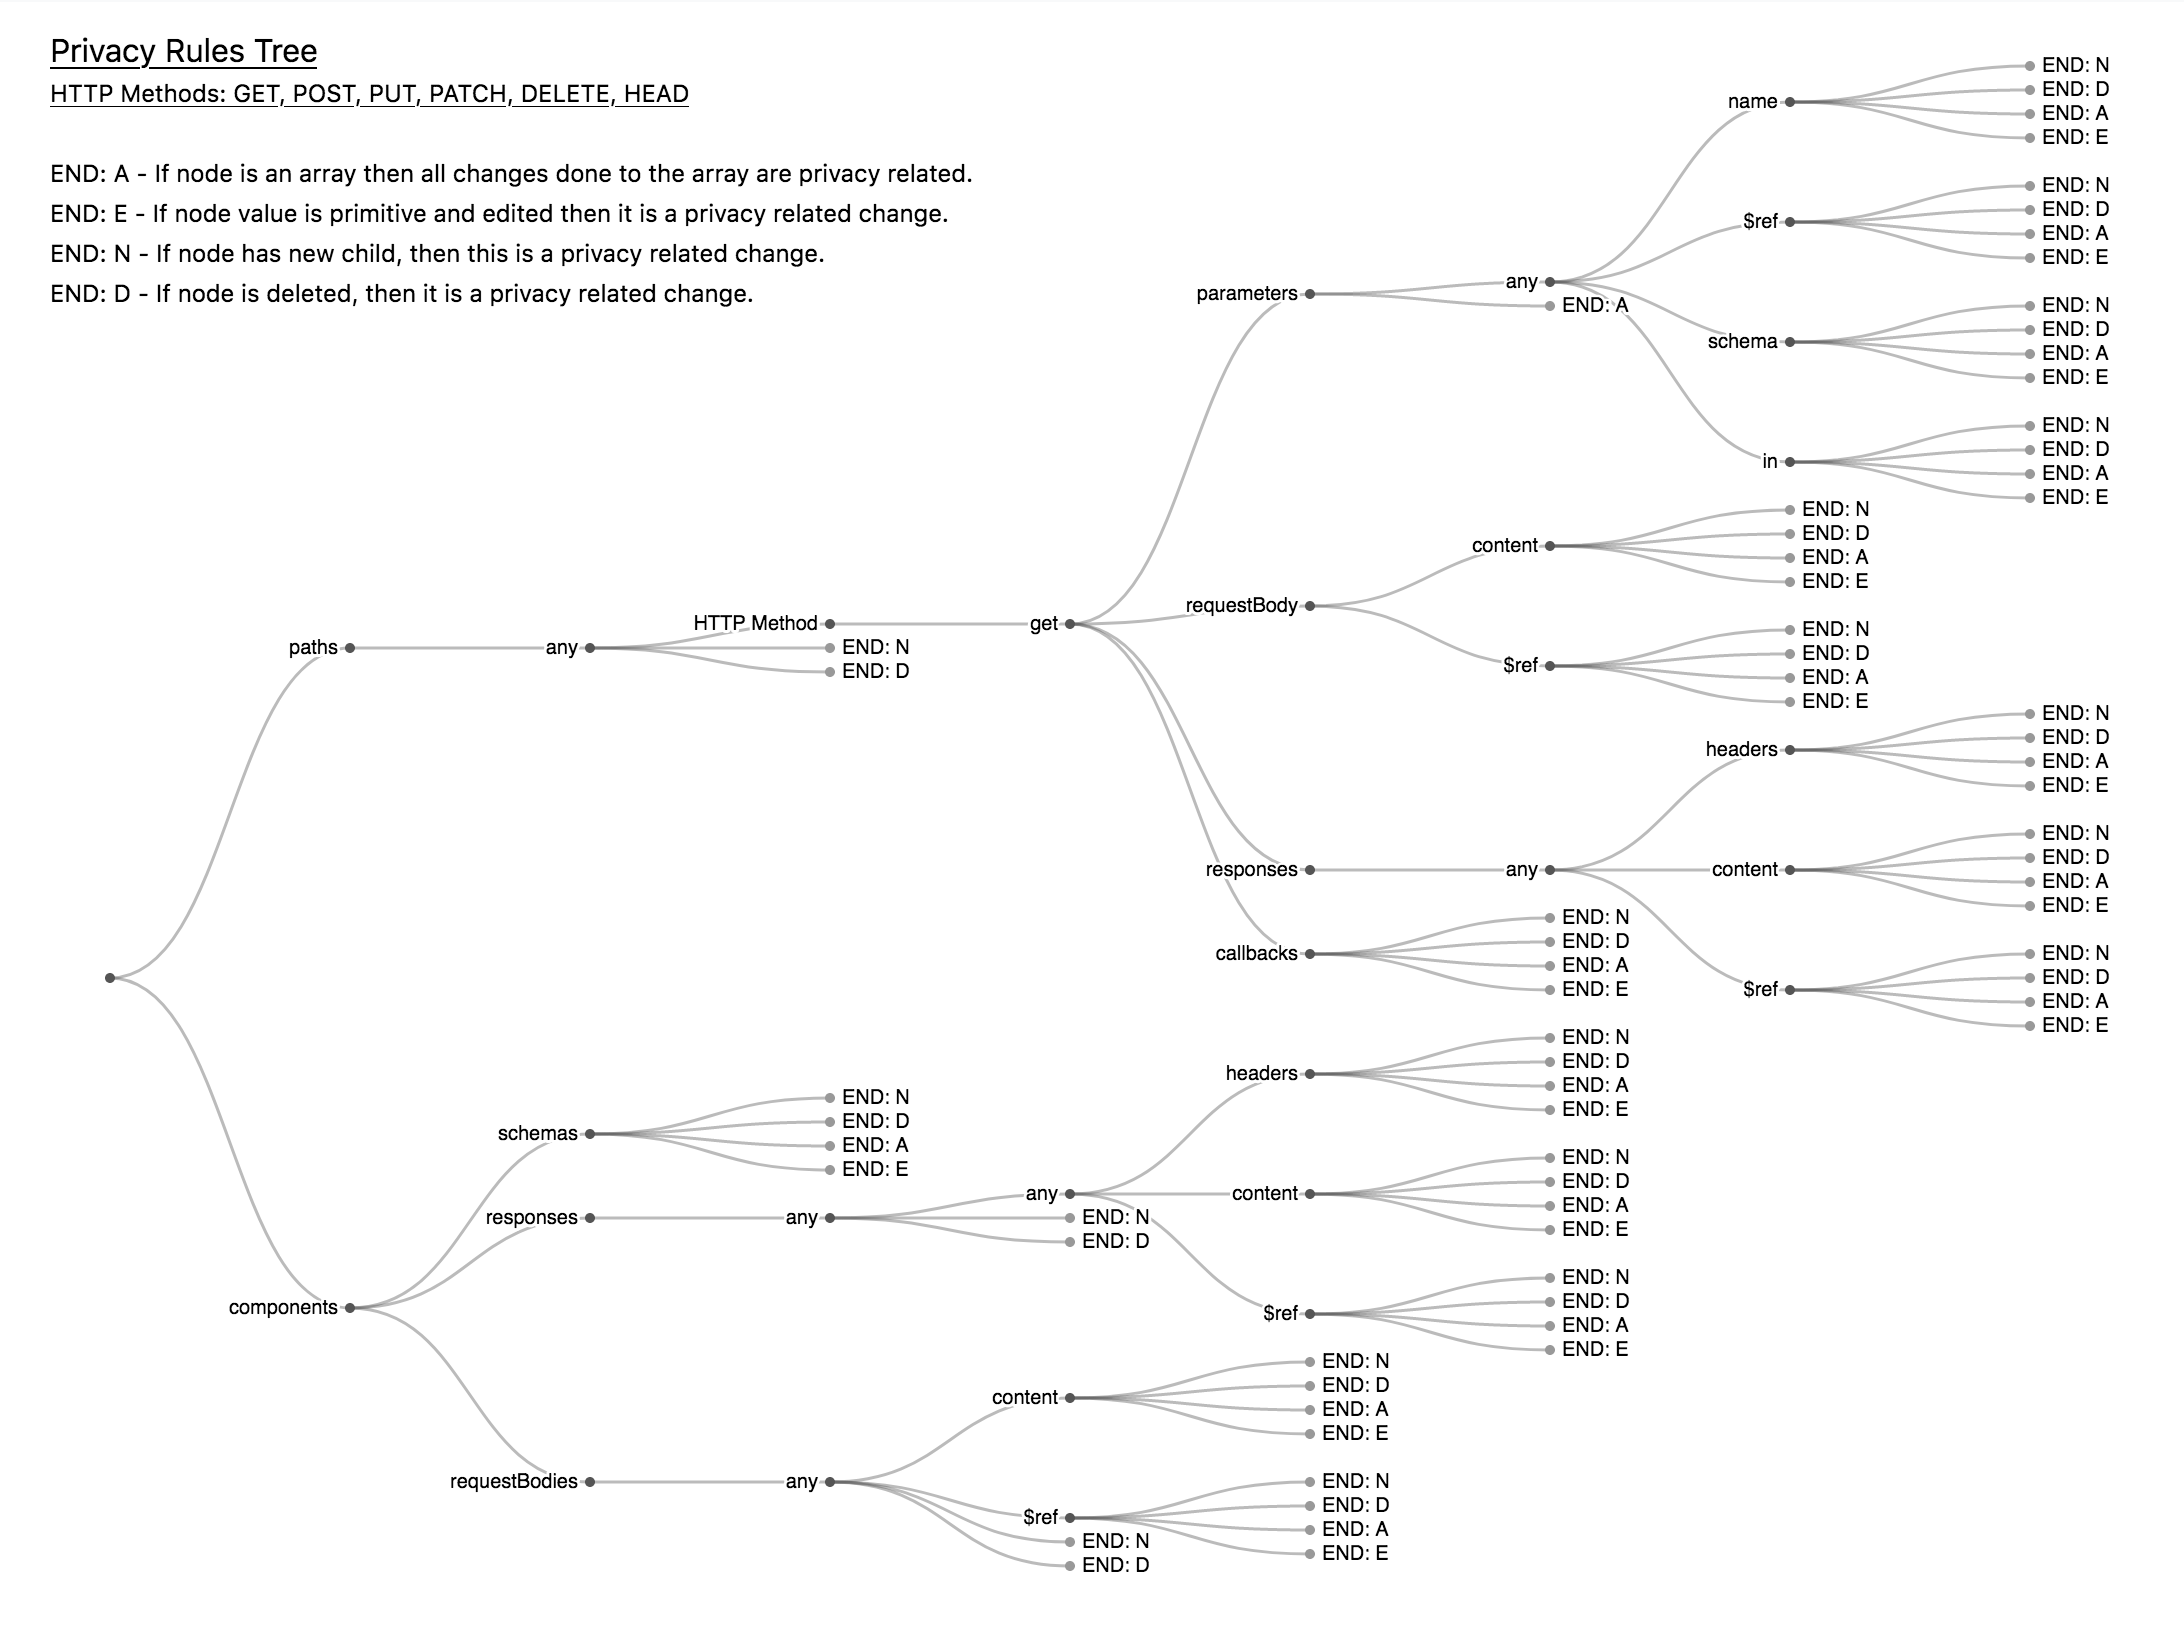 Privacy Rules Tree
HTTP Methods: GET, POST, PUT, PATCH, DELETE, HEAD
END: A - If node is an array then all changes done to the array are privacy related.
END: E - If node value is primitive and edited then it is a privacy related change.
END: N - If node has new child, then this is a privacy related change.
END: D - If node is deleted, then it is a privacy related change.
paths
any
HTTP Method
get
parameters
any
name
END: N
END: D
END: A
END: E
$ref
END: N
END: D
END: A
END: E
schema
END: N
END: D
END: A
END: E
in
END: N
END: D
END: A
END: E
END: A
requestBody
content
END: N
END: D
END: A
END: E
$ref
END: N
END: D
END: A
END: E
responses
any
headers
END: N
END: D
END: A
END: E
content
END: N
END: D
END: A
END: E
$ref
END: N
END: D
END: A
END: E
callbacks
END: N
END: D
END: A
END: E
END: N
END: D
components
schemas
END: N
END: D
END: A
END: E
responses
any
any
headers
END: N
END: D
END: A
END: E
content
END: N
END: D
END: A
END: E
$ref
END: N
END: D
END: A
END: E
END: N
END: D
requestBodies
any
content
END: N
END: D
END: A
END: E
$ref
END: N
END: D
END: A
END: E
END: N
END: D